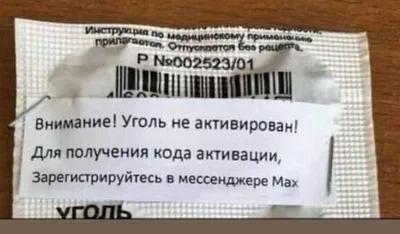 Инструкция по медицинскому применению
прилагается. Отпускается без рецепта.
Р №002523/01
Внимание! Уголь не активирован!
Для получения кода активации,
Зарегистрируйтесь в мессенджере Max
УГОЛЬ